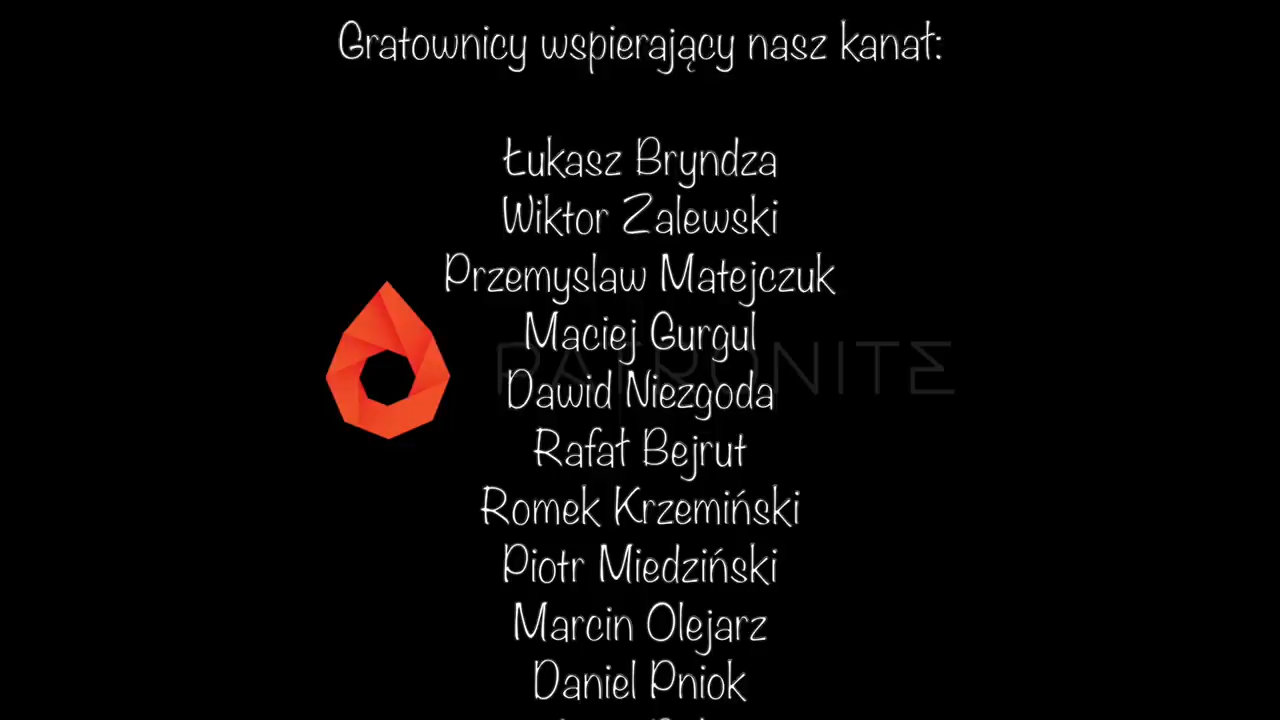 Gratownicy wspierający nasz kanał:
Łukasz Bryndza
Wiktor Zalewski
Przemyslaw Matejczuk
Maciej Gurgul
PATRONITE
Dawid Niezgoda
Rafał Bejrut
Romek Krzemiński
Piotr Miedziński
Marcin Olejarz
Daniel Pniok